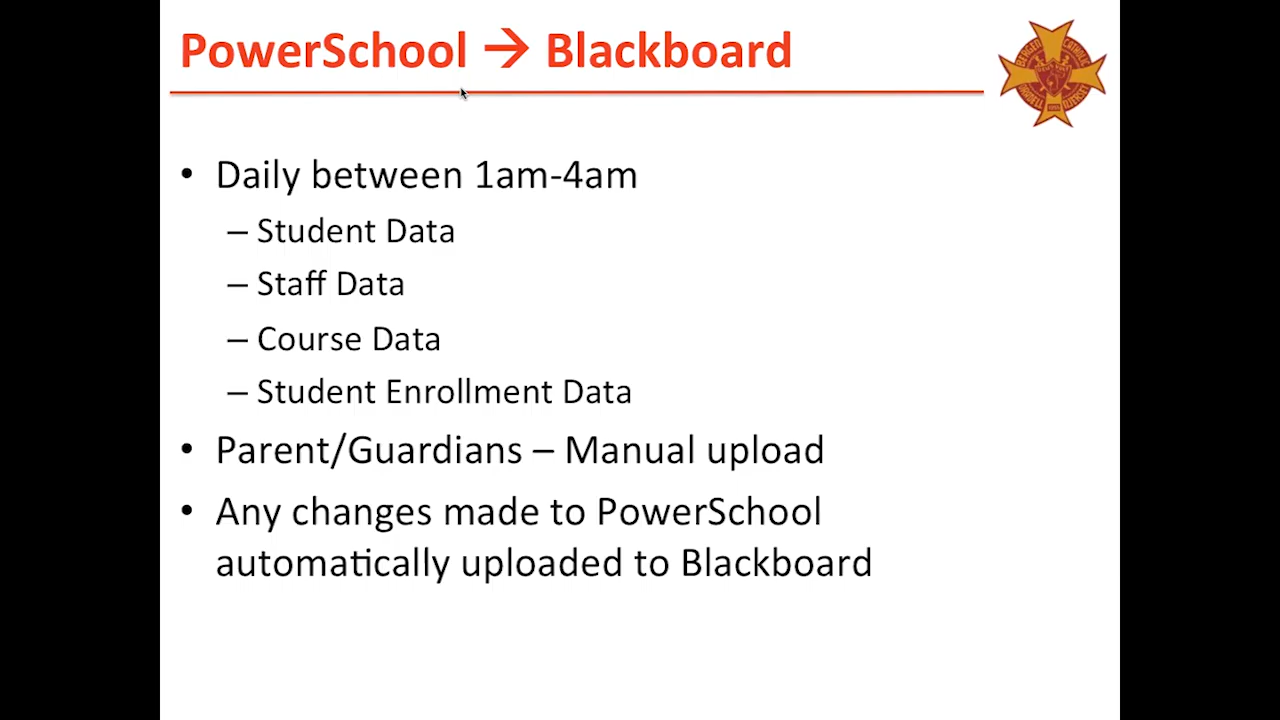 PowerSchool → Blackboard
• Daily between 1am-4am
– Student Data
– Staff Data
– Course Data
– Student Enrollment Data
• Parent/Guardians – Manual upload
• Any changes made to PowerSchool
automatically uploaded to Blackboard